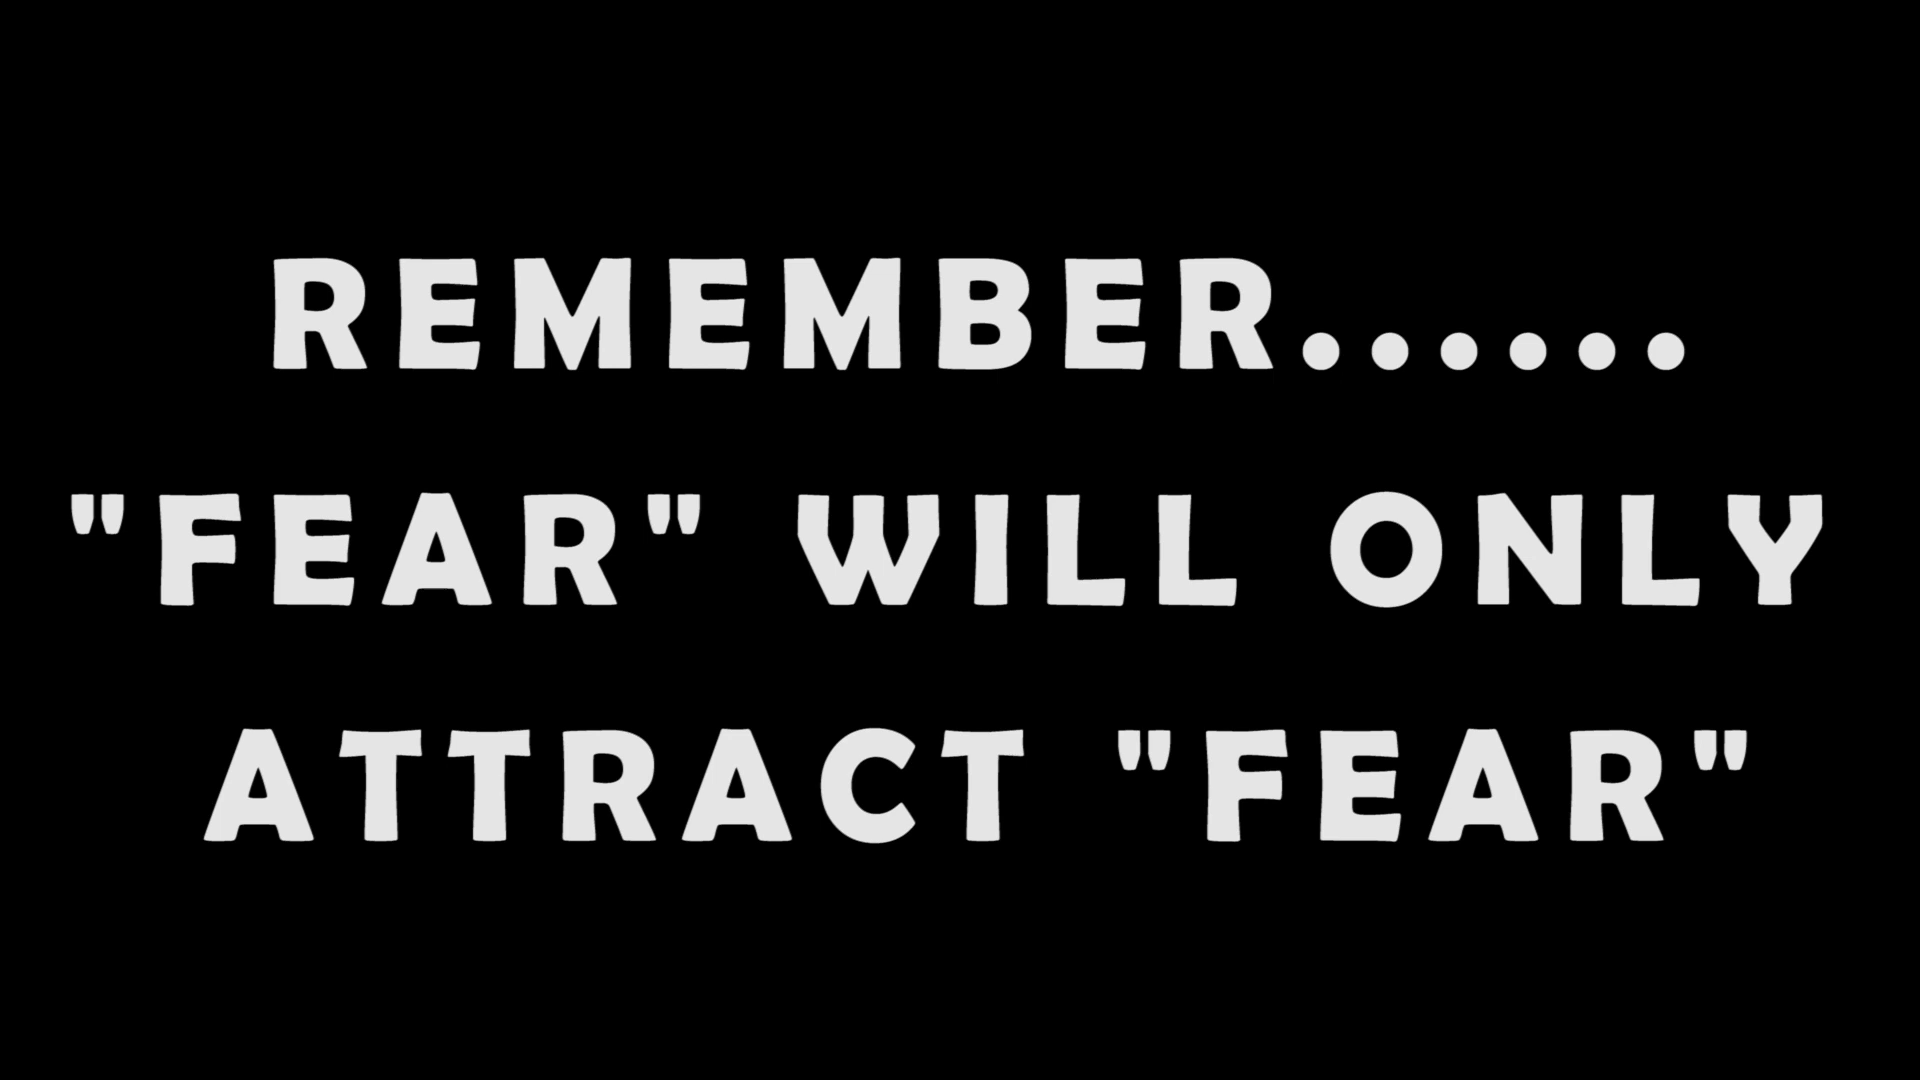 REMEMBER......
"FEAR" WILL ONLY
ATTRACT "FEAR"